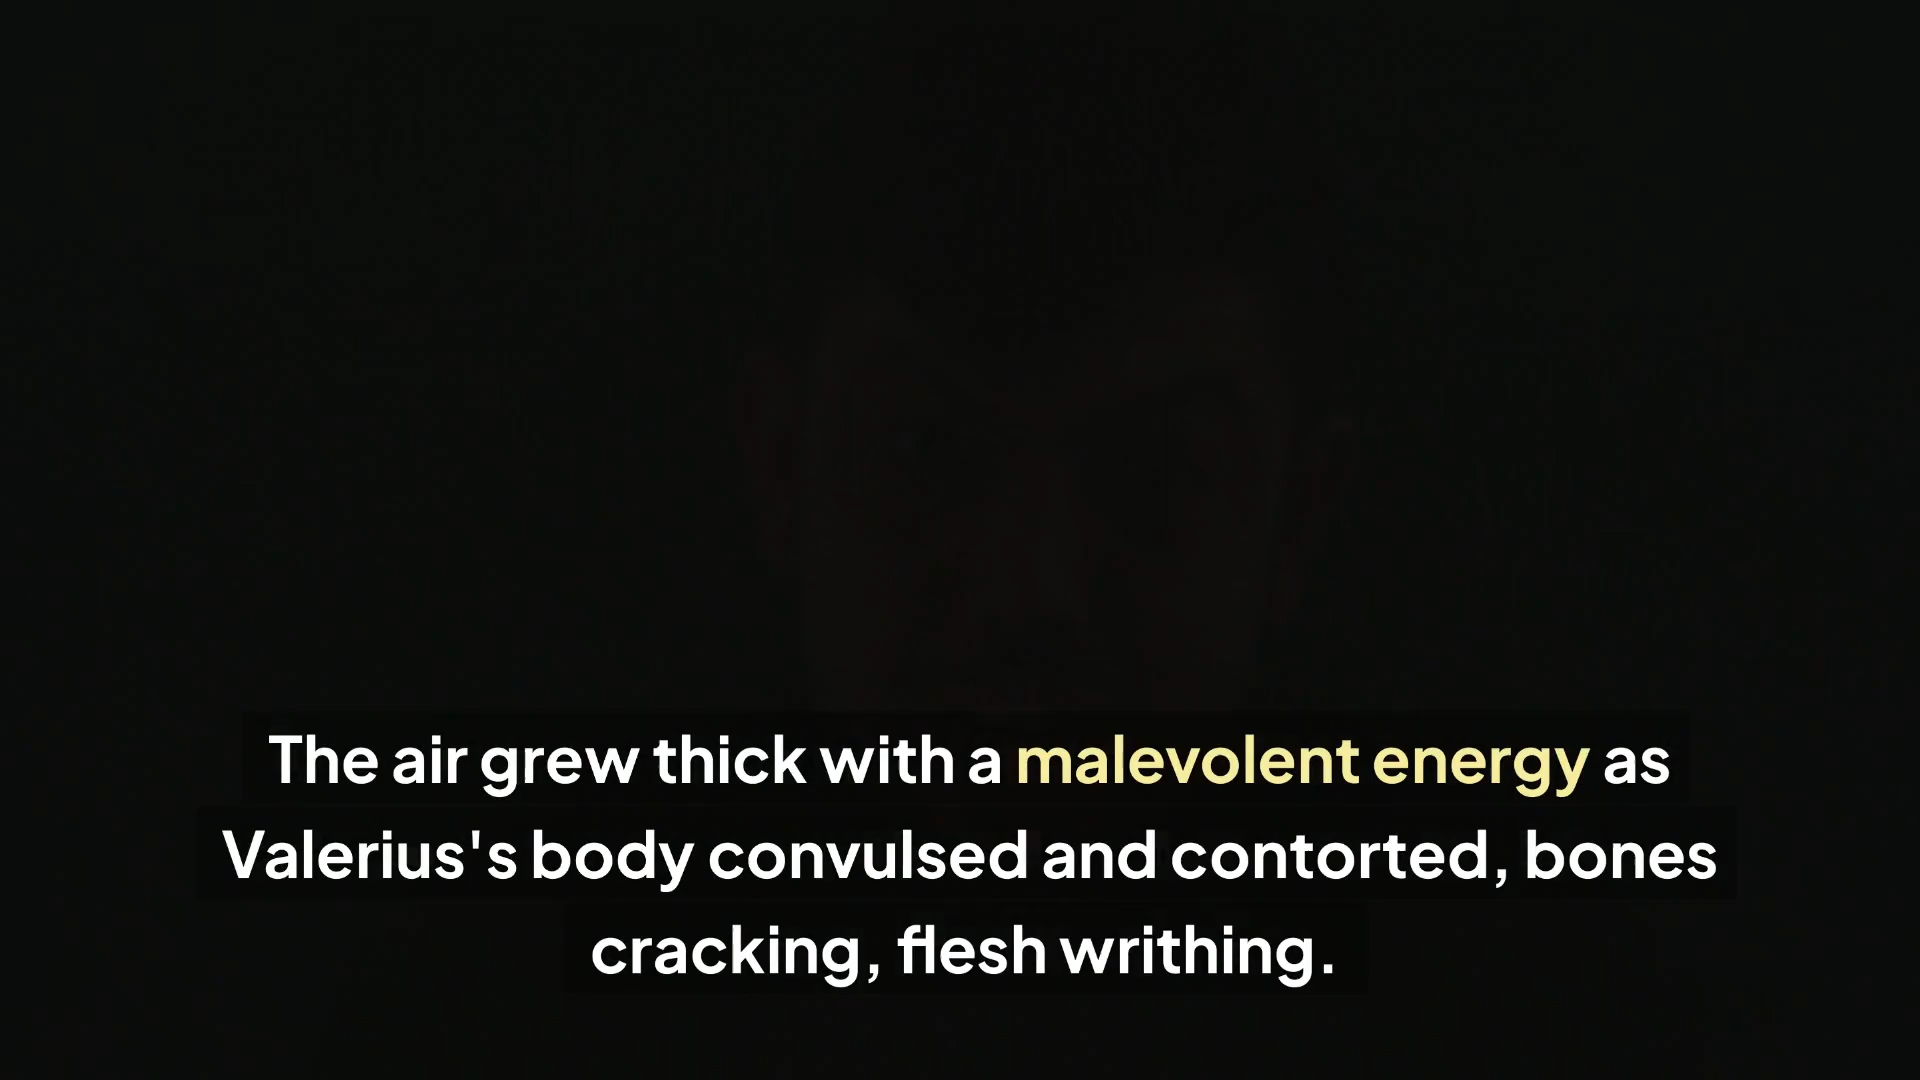 The air grew thick with a malevolent energy as
Valerius's body convulsed and contorted, bones
cracking, flesh writhing.